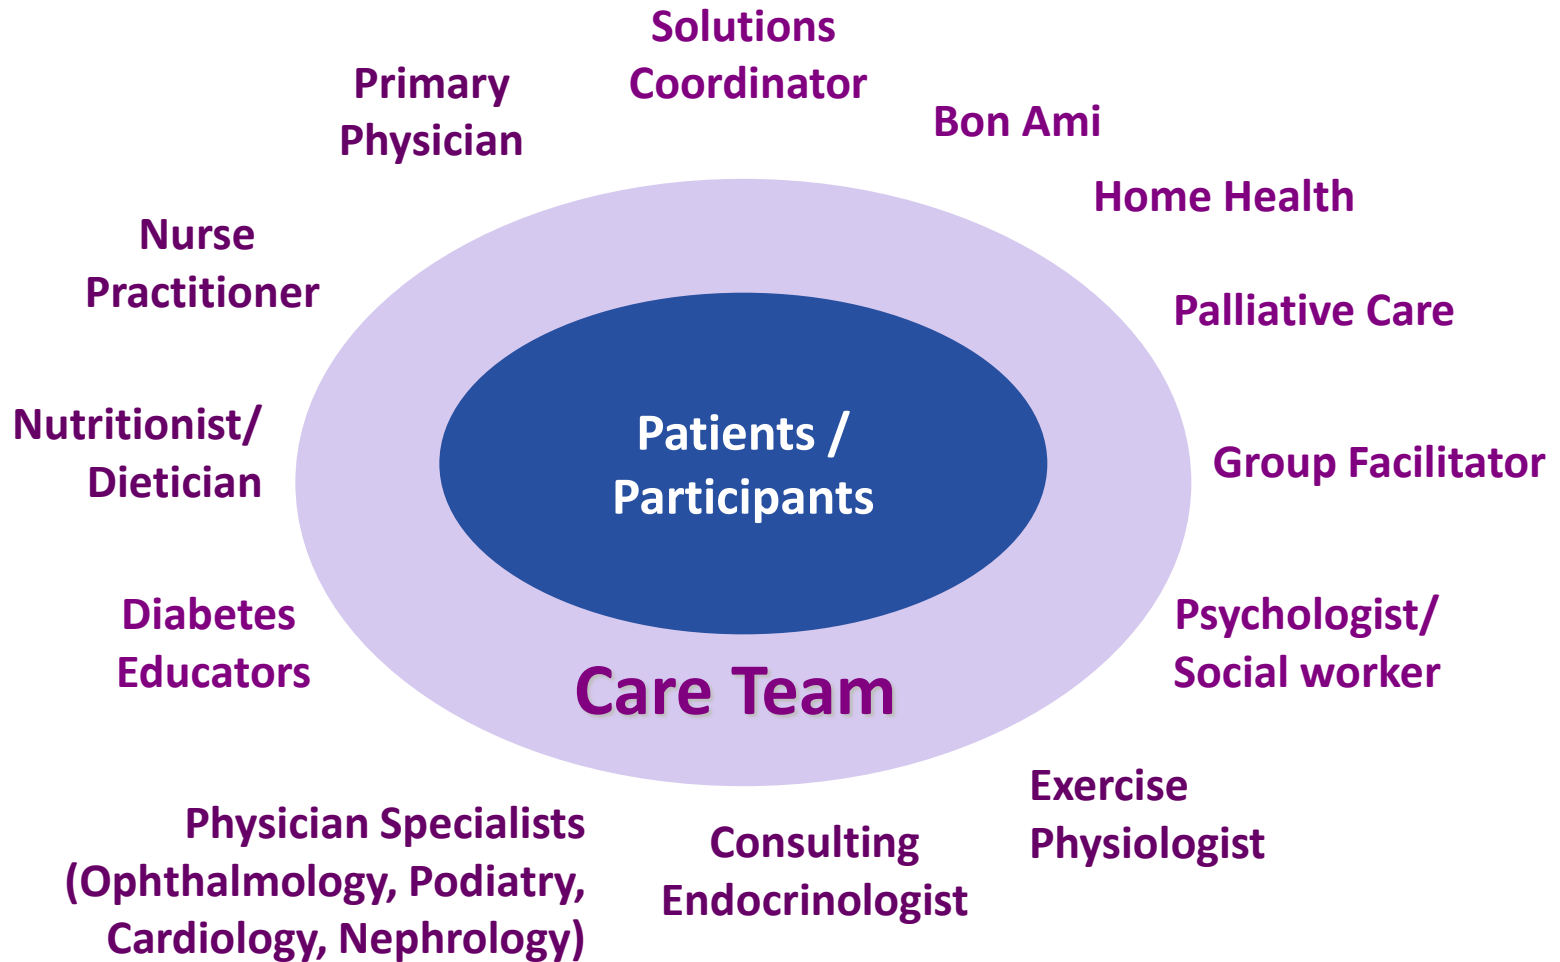 Solutions
Coordinator
Primary
Physician
Bon Ami
Home Health
Nurse
Practitioner
Palliative Care
Nutritionist/
Dietician
Patients /
Participants
Group Facilitator
Diabetes
Educators
Psychologist/
Social worker
Care Team
Exercise
Physiologist
Physician Specialists
(Ophthalmology, Podiatry,
Cardiology, Nephrology)
Consulting
Endocrinologist